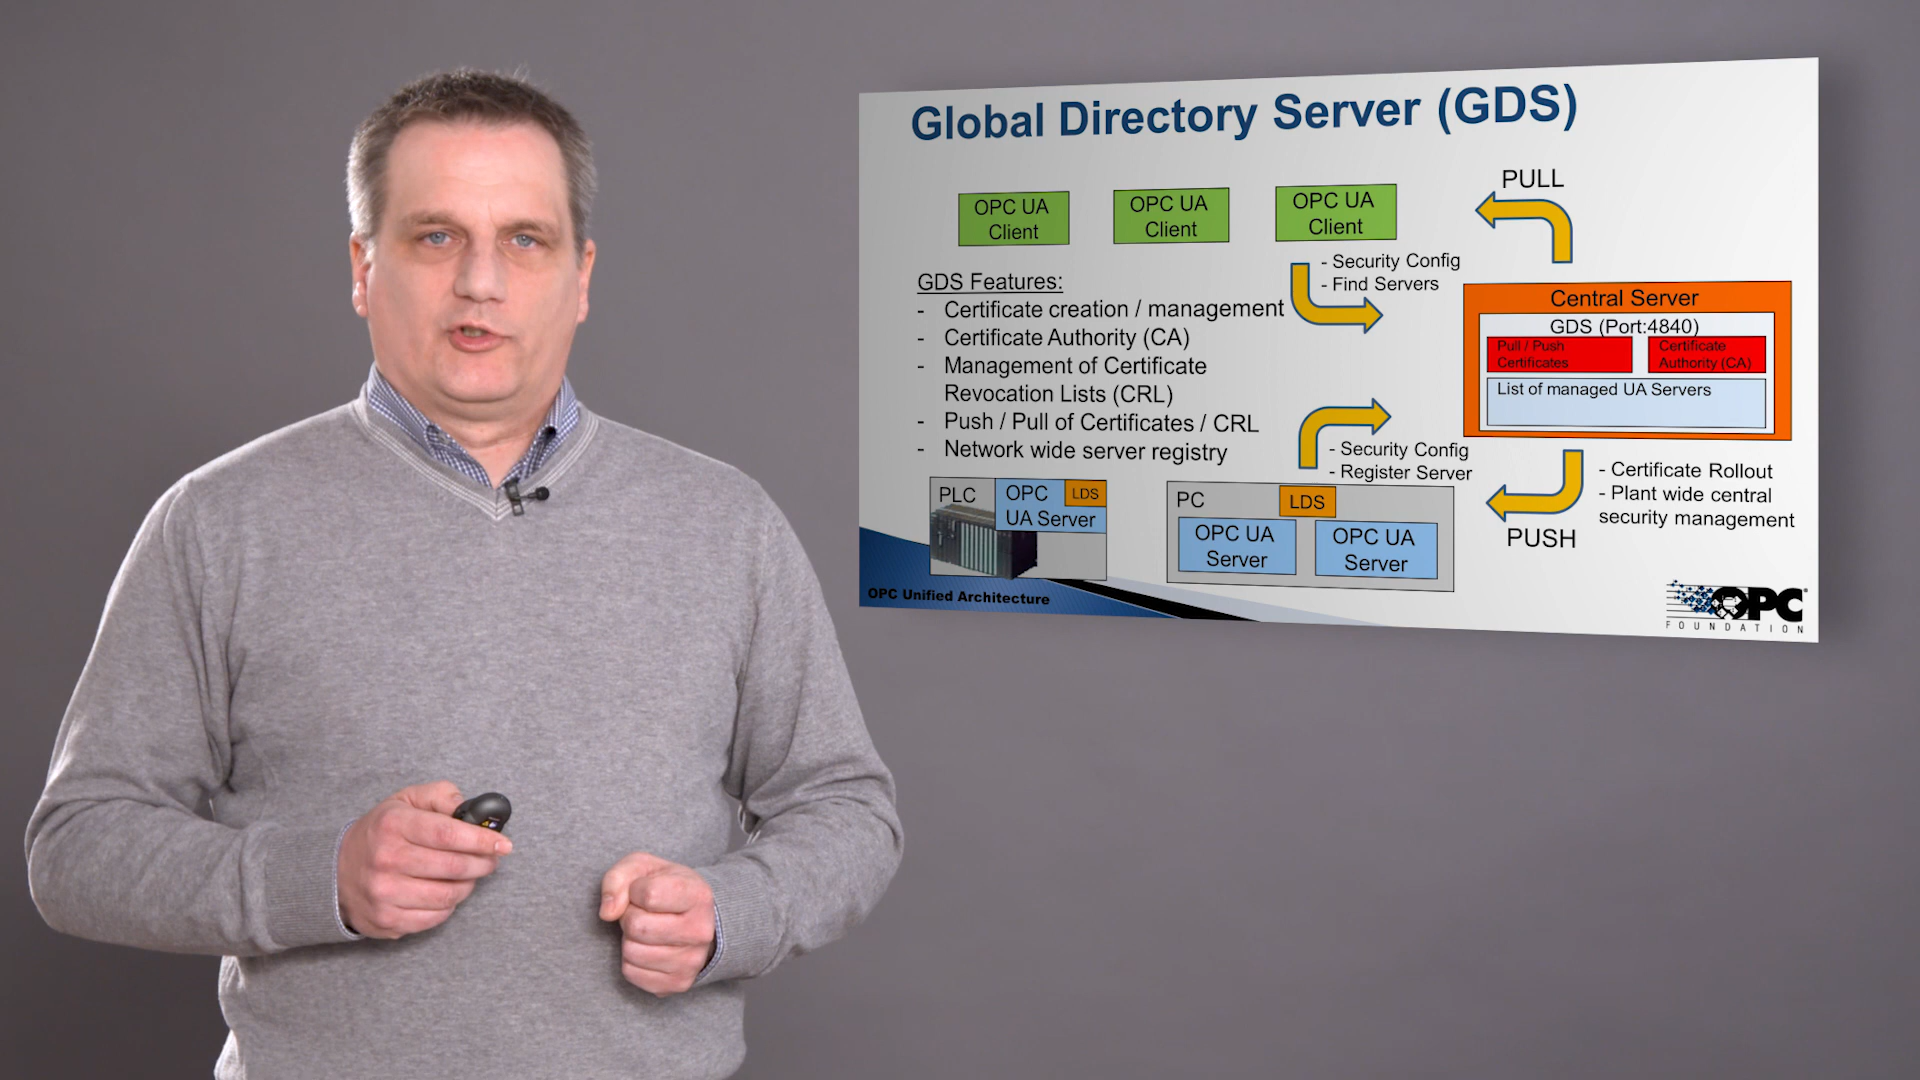 Global Directory Server (GDS)
PULL
OPC UA
Client
OPC UA
Client
OPC UA
Client
- Security Config
- Find Servers
GDS Features:
- Certificate creation / management
- Certificate Authority (CA)
- Management of Certificate
Revocation Lists (CRL)
- Push / Pull of Certificates / CRL
- Network wide server registry
Central Server
GDS (Port:4840)
Pull / Push
Certificates
Certificate
Authority (CA)
List of managed UA Servers
- Security Config
- Register Server
- Certificate Rollout
- Plant wide central
security management
PUSH
PLC
OPC
UA Server
LDS
PC
LDS
OPC UA
Server
OPC UA
Server
OPC Unified Architecture
OPC
FOUNDATION